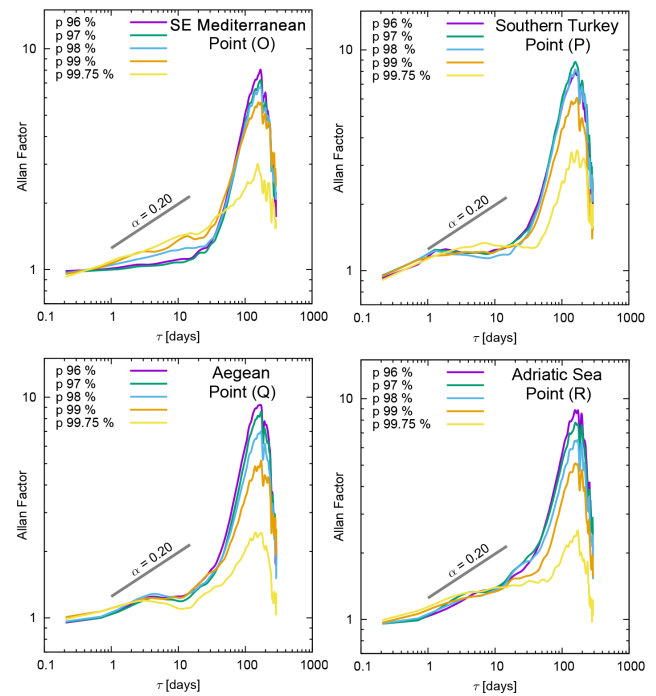 p 96 %
p 97 %
p 98 %
p 99 %
p 99.75 %
SE Mediterranean
Point (O)
10
1
Allan Factor
α = 0.20
0.1 1 10 100 1000
τ [days]
p 96 %
p 97 %
p 98 %
p 99 %
p 99.75 %
Southern Turkey
Point (P)
10
1
Allan Factor
α = 0.20
0.1 1 10 100 1000
τ [days]
p 96 %
p 97 %
p 98 %
p 99 %
p 99.75 %
Aegean
Point (Q)
10
1
Allan Factor
α = 0.20
0.1 1 10 100 1000
τ [days]
p 96 %
p 97 %
p 98 %
p 99 %
p 99.75 %
Adriatic Sea
Point (R)
10
1
Allan Factor
α = 0.20
0.1 1 10 100 1000
τ [days]